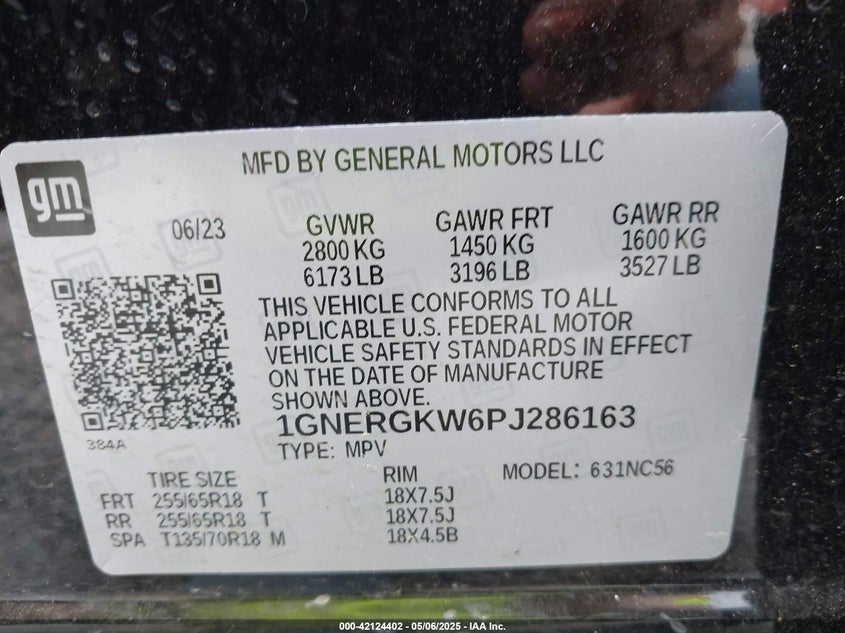 MFD BY GENERAL MOTORS LLC
gm
06/23
GVWR GAWR FRT GAWR RR
2800 KG 1450 KG 1600 KG
6173 LB 3196 LB 3527 LB
THIS VEHICLE CONFORMS TO ALL
APPLICABLE U.S. FEDERAL MOTOR
VEHICLE SAFETY STANDARDS IN EFFECT
ON THE DATE OF MANUFACTURE
SHOWN ABOVE.
1GNERGKW6PJ286163
384A
TYPE: MPV
TIRE SIZE RIM MODEL: 631NC56
FRT 255/65R18 T 18X7.5J
RR 255/65R18 T 18X7.5J
SPA T135/70R18 M 18X4.5B
000-42124402 - 05/06/2025 - IAA Inc.